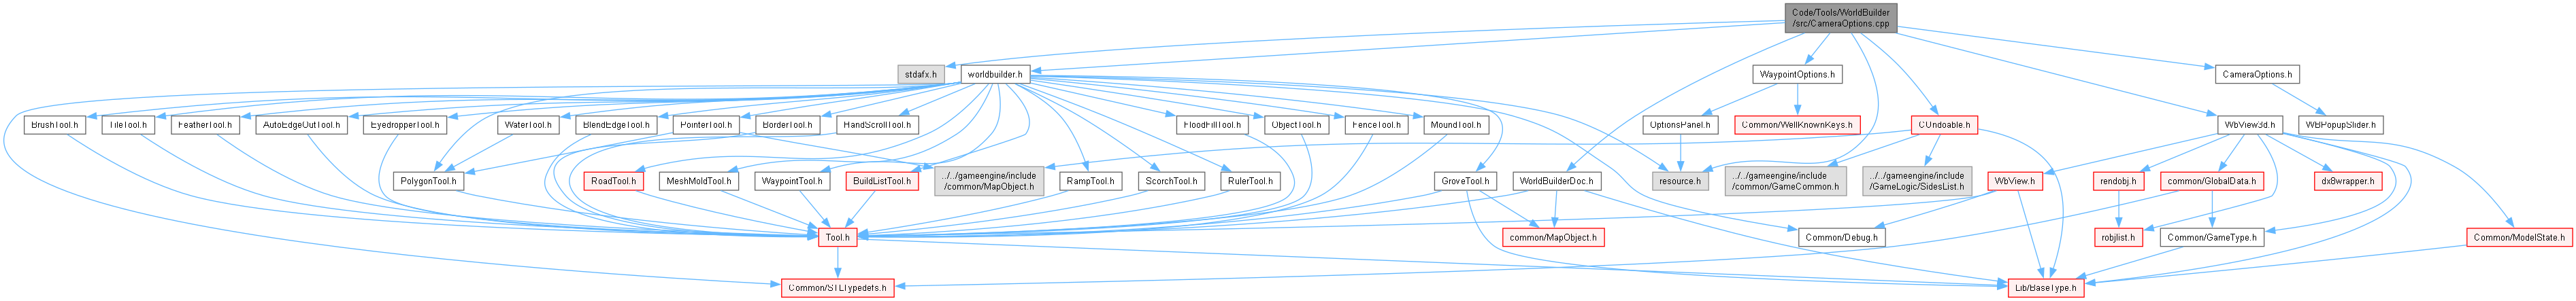 Code/Tools/WorldBuilder
/src/CameraOptions.cpp
stdafx.h
worldbuilder.h
WaypointOptions.h
CameraOptions.h
BrushTool.h
TileTool.h
FeatherTool.h
AutoEdgeOutTool.h
EyedropperTool.h
WaterTool.h
BlendEdgeTool.h
PointerTool.h
BorderTool.h
HandScrollTool.h
FloodFillTool.h
ObjectTool.h
FenceTool.h
MoundTool.h
OptionsPanel.h
Common/WellKnownKeys.h
CUndoable.h
WbView3d.h
WBPopupSlider.h
PolygonTool.h
RoadTool.h
MeshMoldTool.h
WaypointTool.h
BuildListTool.h
../../gameengine/include
/common/MapObject.h
RampTool.h
ScorchTool.h
RulerTool.h
GroveTool.h
WorldBuilderDoc.h
resource.h
../../gameengine/include
/common/GameCommon.h
../../gameengine/include
/GameLogic/SidesList.h
WbView.h
rendobj.h
common/GlobalData.h
dx8wrapper.h
Tool.h
common/MapObject.h
Common/Debug.h
robjlist.h
Common/GameType.h
Common/ModelState.h
Common/STLTypedefs.h
Lib/BaseType.h